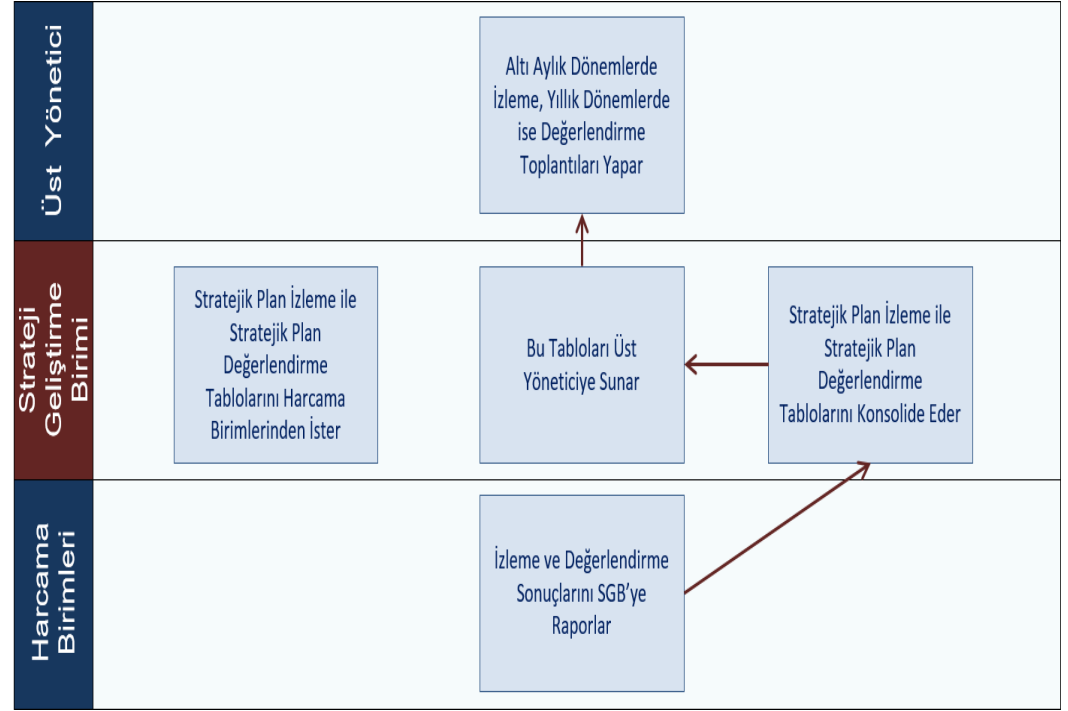 Üst Yönetici
Altı Aylık Dönemlerde
İzleme, Yıllık Dönemlerde
ise Değerlendirme
Toplantıları Yapar
Strateji
Geliştirme
Birimi
Stratejik Plan İzleme ile
Stratejik Plan
Değerlendirme
Tablolarını Harcama
Birimlerinden İster
Bu Tabloları Üst
Yöneticiye Sunar
Stratejik Plan İzleme ile
Stratejik Plan
Değerlendirme
Tablolarını Konsolide Eder
Harcama
Birimleri
İzleme ve Değerlendirme
Sonuçlarını SGB’ye
Raporlar